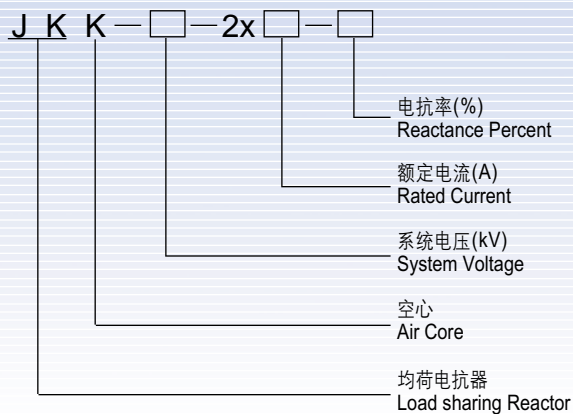 J K K — □ — 2x □ — □
电抗率(%)
Reactance Percent
额定电流(A)
Rated Current
系统电压(kV)
System Voltage
空心
Air Core
均荷电抗器
Load sharing Reactor